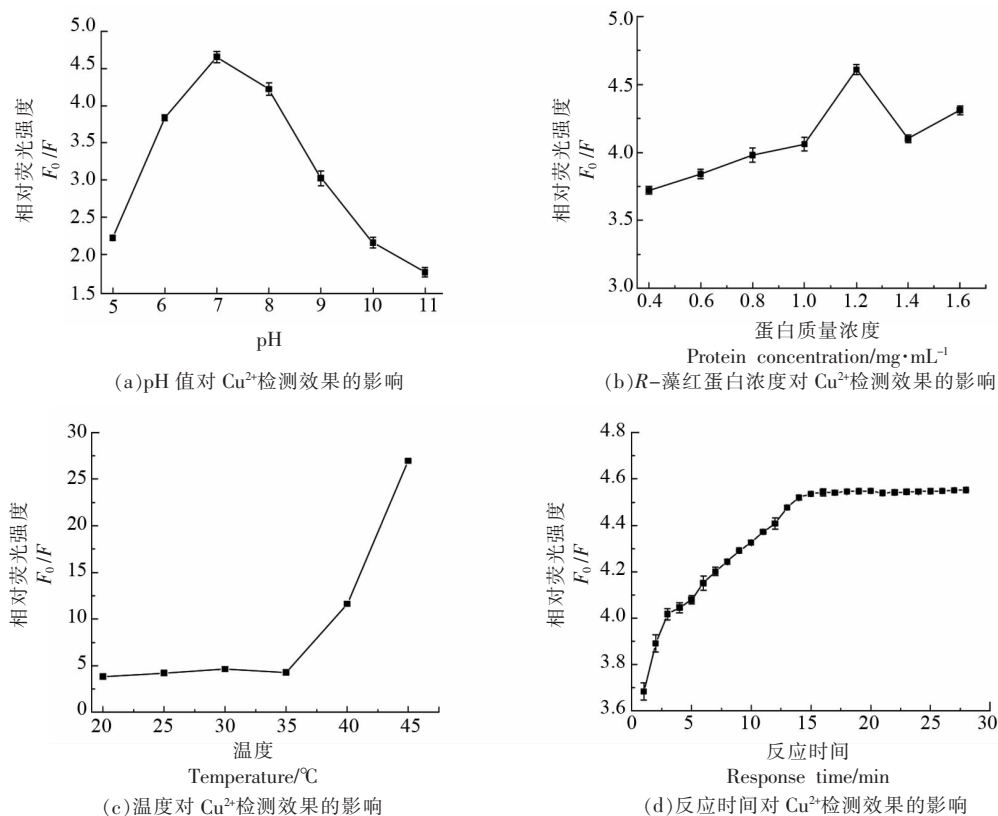 相对荧光强度
F₀/F
5.0
4.5
4.0
3.5
3.0
2.5
2.0
1.5
5 6 7 8 9 10 11
pH
(a)pH 值对 Cu²⁺检测效果的影响
相对荧光强度
F₀/F
5.0
4.5
4.0
3.5
3.0
0.4 0.6 0.8 1.0 1.2 1.4 1.6
蛋白质量浓度
Protein concentration/mg·mL⁻¹
(b)R-藻红蛋白浓度对 Cu²⁺检测效果的影响
相对荧光强度
F₀/F
30
25
20
15
10
5
0
20 25 30 35 40 45
温度
Temperature/℃
(c)温度对 Cu²⁺检测效果的影响
相对荧光强度
F₀/F
4.8
4.6
4.4
4.2
4.0
3.8
3.6
0 5 10 15 20 25 30
反应时间
Response time/min
(d)反应时间对 Cu²⁺检测效果的影响